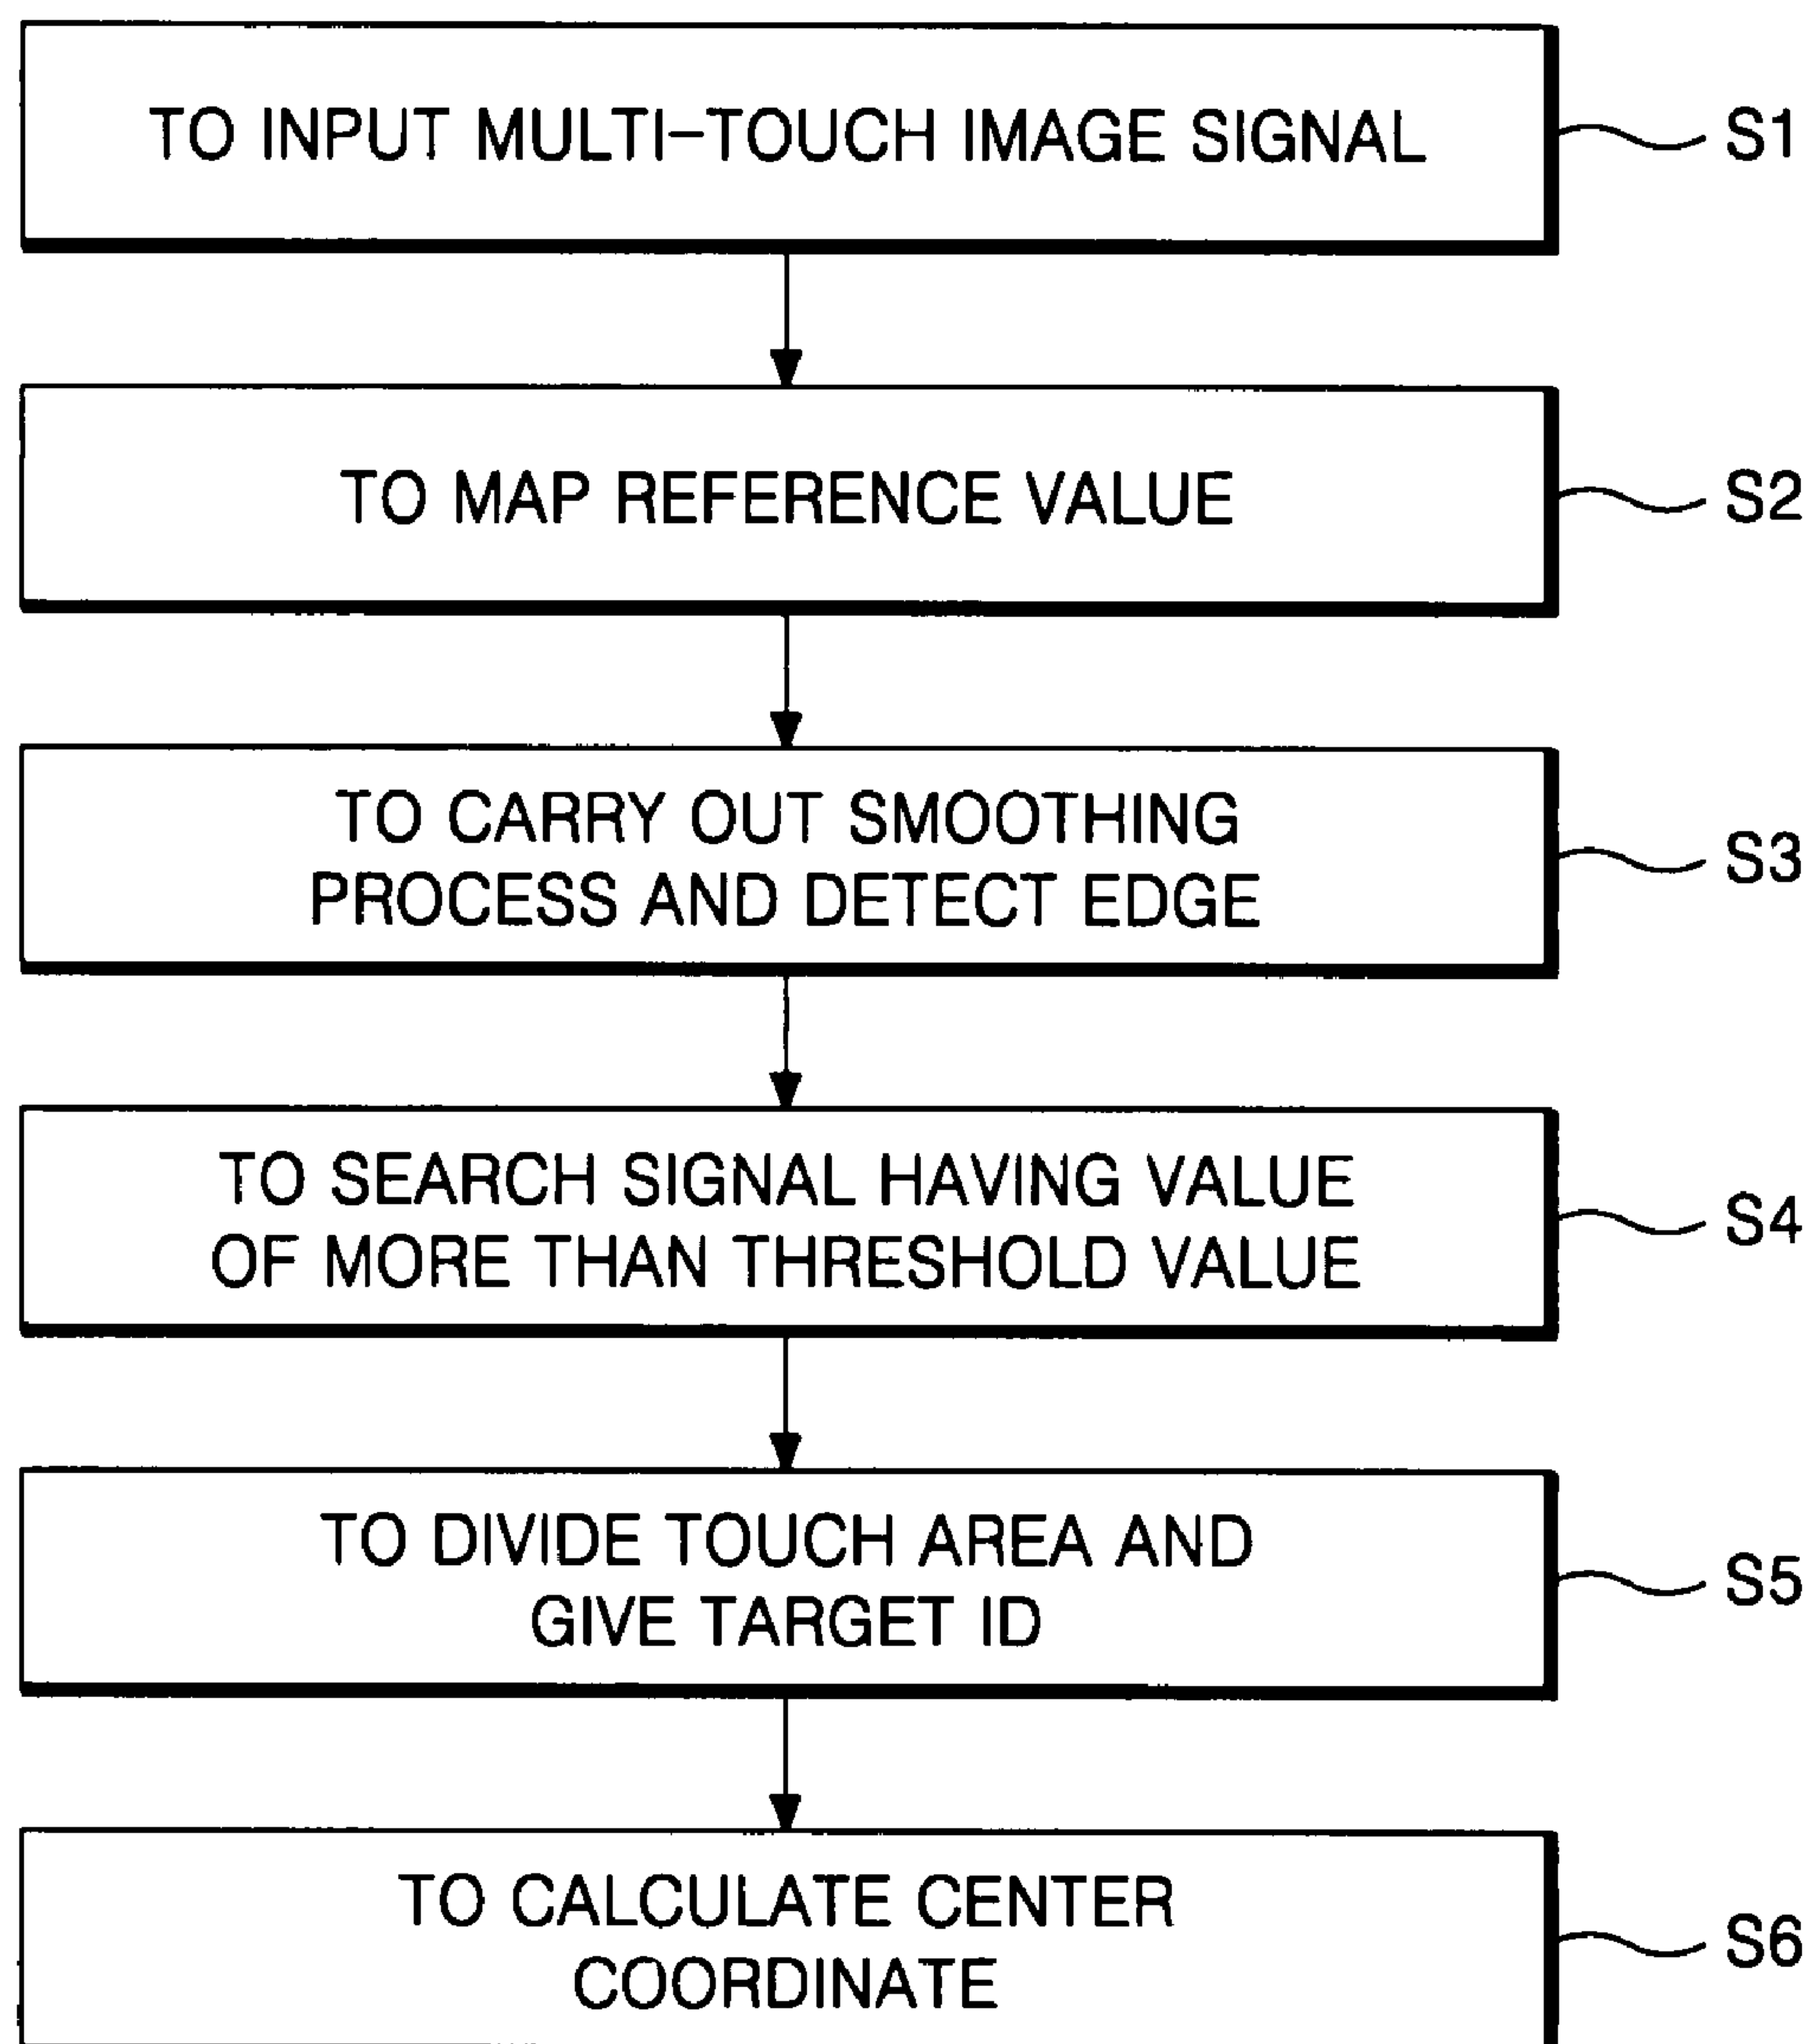 TO INPUT MULTI-TOUCH IMAGE SIGNAL
S1
TO MAP REFERENCE VALUE
S2
TO CARRY OUT SMOOTHING
PROCESS AND DETECT EDGE
S3
TO SEARCH SIGNAL HAVING VALUE
OF MORE THAN THRESHOLD VALUE
S4
TO DIVIDE TOUCH AREA AND
GIVE TARGET ID
S5
TO CALCULATE CENTER
COORDINATE
S6